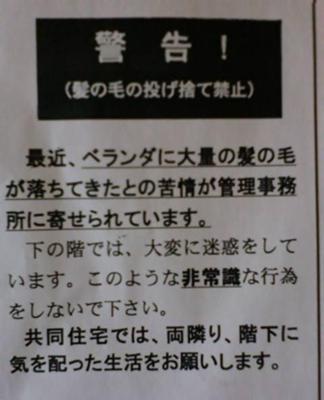 警 告 !
(髪の毛の投げ捨て禁止)
最近、ベランダに大量の髪の毛
が落ちてきたとの苦情が管理事務
所に寄せられています。
下の階では、大変に迷惑をして
います。このような非常識な行為
をしないで下さい。
共同住宅では、両隣り、階下に
気を配った生活をお願いします。